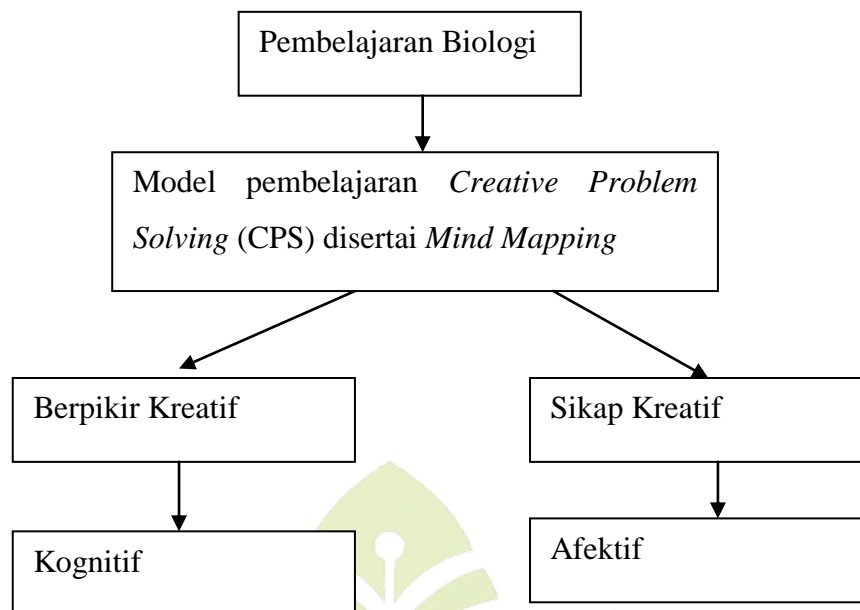 Pembelajaran Biologi
Model pembelajaran Creative Problem
Solving (CPS) disertai Mind Mapping
Berpikir Kreatif
Sikap Kreatif
Kognitif
Afektif